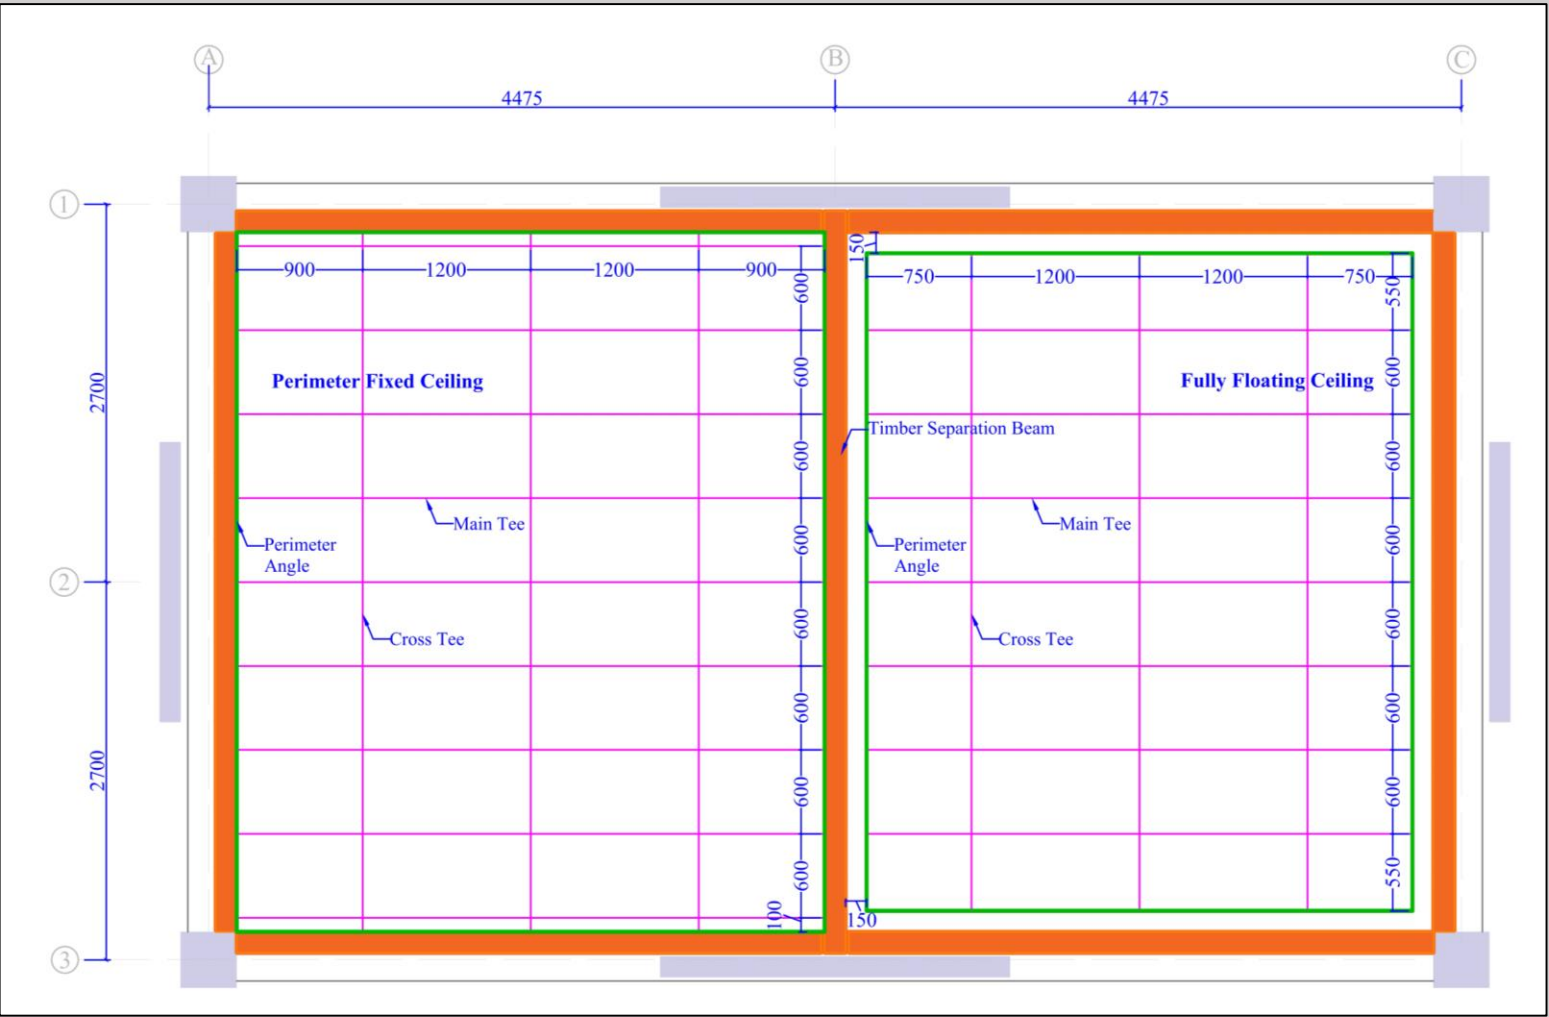 A
B
C
4475
4475
1
2
3
2700
2700
900
1200
1200
900
600
600
600
600
600
600
600
600
100
Perimeter Fixed Ceiling
Main Tee
Perimeter
Angle
Cross Tee
150
750
1200
1200
750
550
600
600
600
600
600
600
550
Fully Floating Ceiling
Timber Separation Beam
Main Tee
Perimeter
Angle
Cross Tee
150